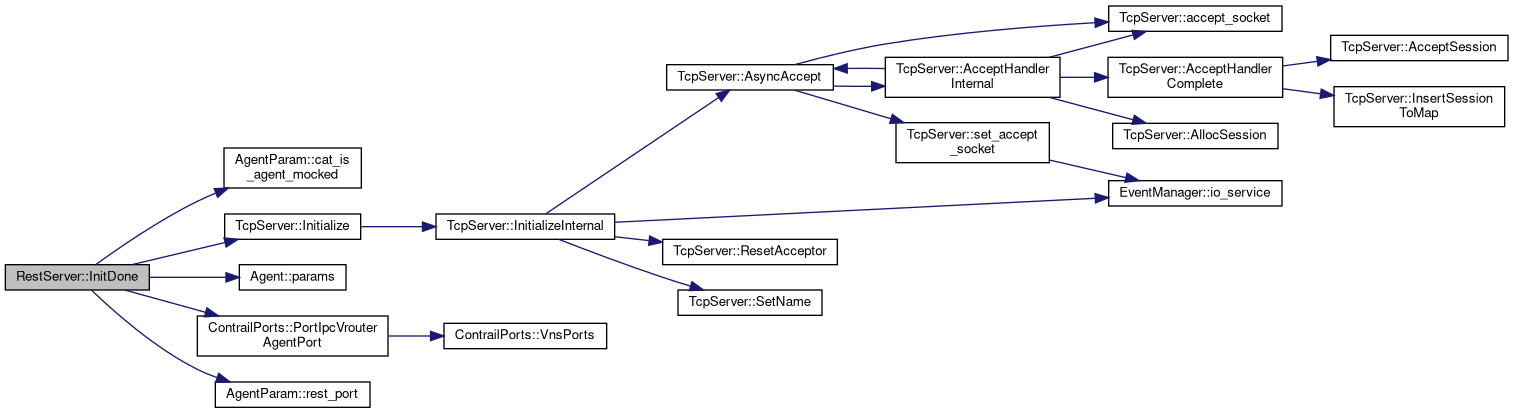 RestServer::InitDone
AgentParam::cat_is
_agent_mocked
TcpServer::Initialize
Agent::params
ContrailPorts::PortIpcVrouter
AgentPort
AgentParam::rest_port
TcpServer::InitializeInternal
ContrailPorts::VnsPorts
TcpServer::AsyncAccept
TcpServer::ResetAcceptor
TcpServer::SetName
TcpServer::AcceptHandler
Internal
TcpServer::set_accept
_socket
TcpServer::accept_socket
TcpServer::AcceptHandler
Complete
TcpServer::AllocSession
EventManager::io_service
TcpServer::AcceptSession
TcpServer::InsertSession
ToMap